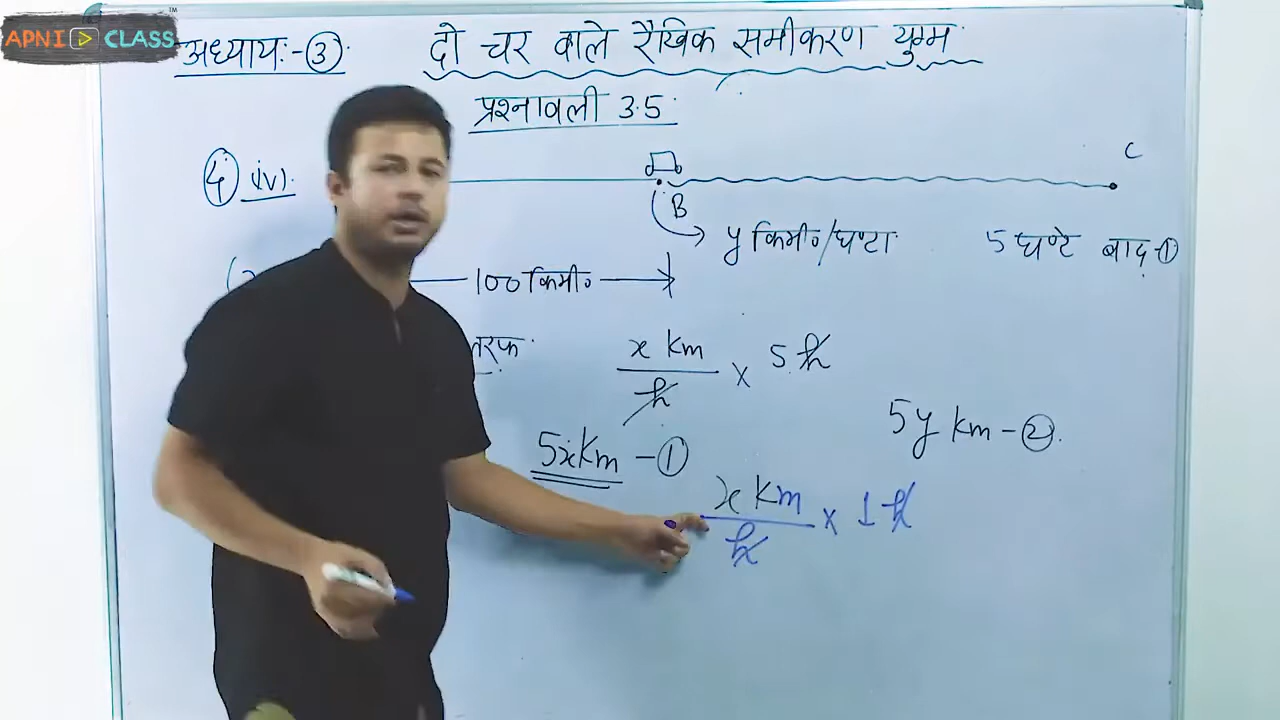 APNI CLASS™
अध्याय:-③. दो चर वाले रैखिक समीकरण युग्म
प्रश्नावली 3.5.
④ (iv).
B
C
y किमी०/घण्टा
5 घण्टे बाद-①
100 किमी०
तरफ
x km / h × 5 h
5x km - ①
5y km - ②.
x km / h × 1 h